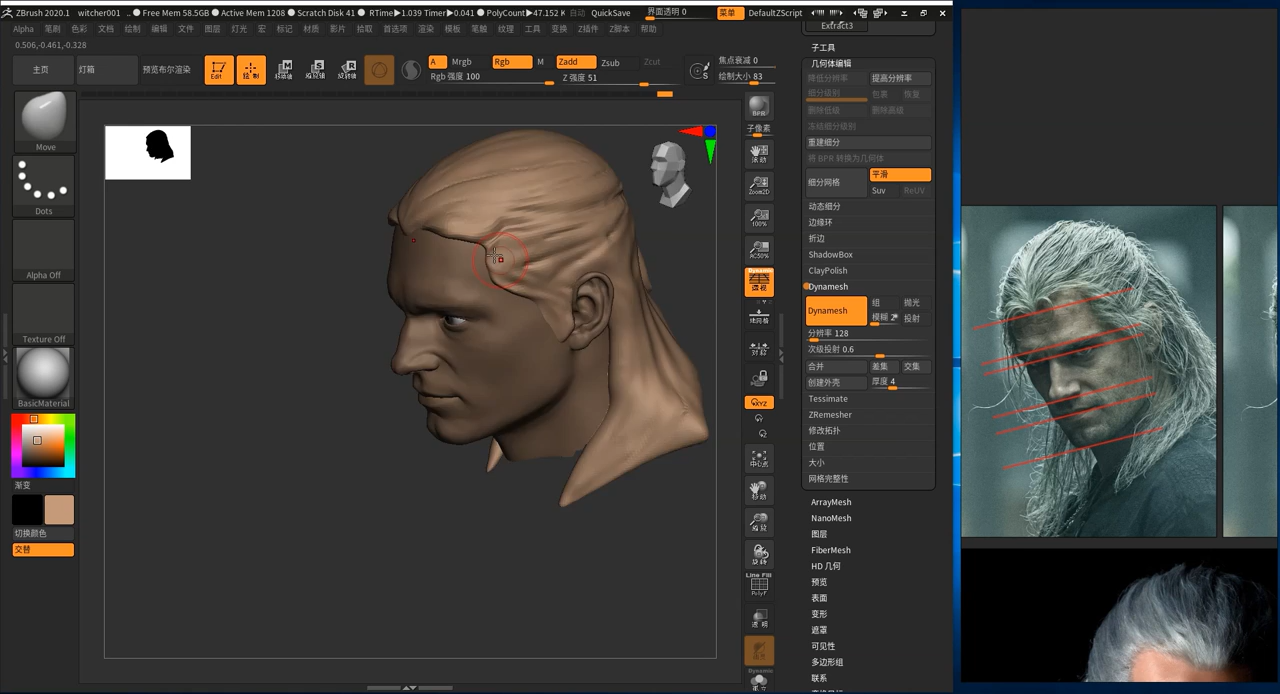 ZBrush 2020.1 witcher001 ..● Free Mem 58.5GB ● Active Mem 1208 ● Scratch Disk 41 ● RTime▶1.039 Timer▶0.041 ● PolyCount▶47.152 K 自动 QuickSave 界面透明 0 菜单 DefaultZScript
Alpha 笔刷 色彩 文档 绘制 编辑 文件 图层 灯光 宏 标记 材质 影片 拾取 首选项 渲染 模板 笔触 纹理 工具 变换 Z插件 Z脚本 帮助
0.506,-0.461,-0.328
主页 灯箱 预览布尔渲染 Edit 绘制 移动轴 缩放轴 旋转轴
A Mrgb Rgb M Zadd Zsub Zcut
Rgb 强度 100 Z 强度 51
焦点衰减 0
绘制大小 83
Move
Dots
Alpha Off
Texture Off
BasicMaterial
渐变
切换颜色
交替
BPR
子像素
滚动
Zoom2D
100%
AC50%
Dynamic
透视
地网格
对称
XYZ
中心点
移动
缩放
旋转
Line Fill
PolyF
透明
Dynamic
孤立
Extract3
子工具
几何体编辑
降低分辨率 提高分辨率
细分级别 包裹 恢复
删除低级 删除高级
冻结细分级别
重建细分
将 BPR 转换为几何体
细分网格 平滑
Suv ReUV
动态细分
边缘环
折边
ShadowBox
ClayPolish
Dynamesh
Dynamesh 组 抛光
模糊 2 投射
分辨率 128
次级投射 0.6
合并 差集 交集
创建外壳 厚度 4
Tessimate
ZRemesher
修改拓扑
位置
大小
网格完整性
ArrayMesh
NanoMesh
图层
FiberMesh
HD 几何
预览
表面
变形
遮罩
可见性
多边形组
联系